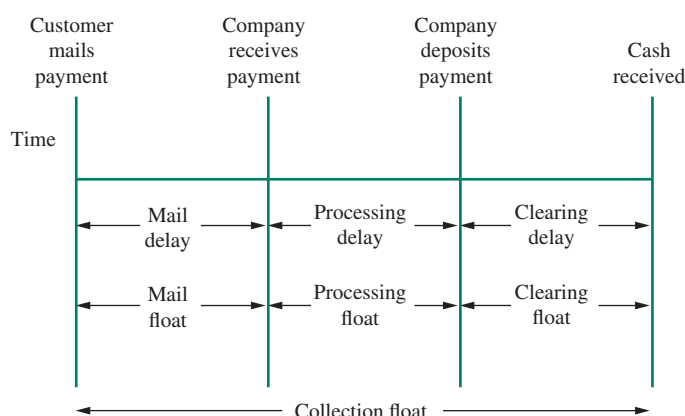 Customer
mails
payment
Company
receives
payment
Company
deposits
payment
Cash
received
Time
Mail
delay
Processing
delay
Clearing
delay
Mail
float
Processing
float
Clearing
float
Collection float